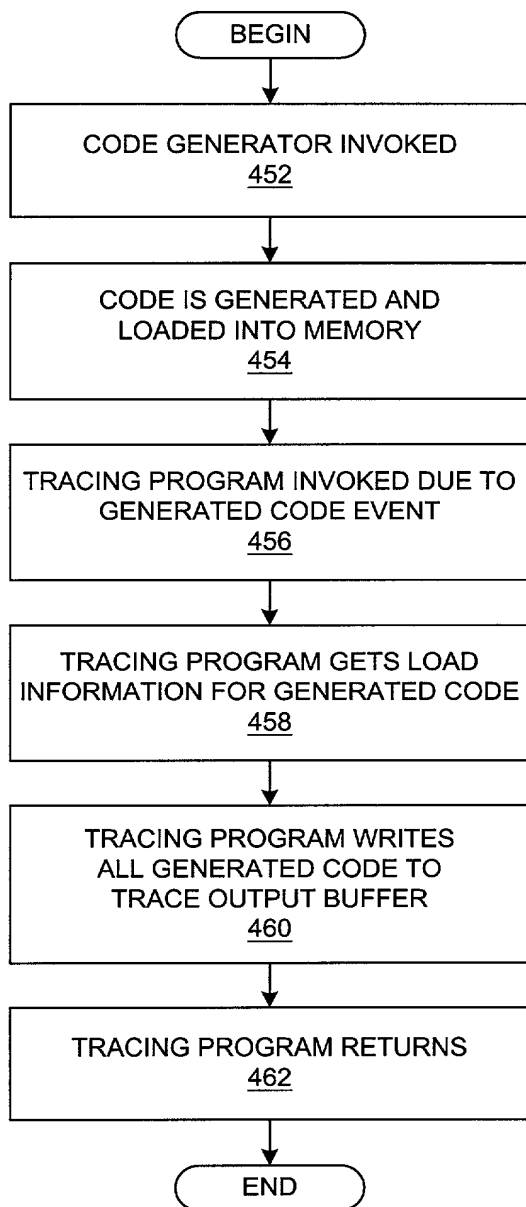 BEGIN
CODE GENERATOR INVOKED
452
CODE IS GENERATED AND
LOADED INTO MEMORY
454
TRACING PROGRAM INVOKED DUE TO
GENERATED CODE EVENT
456
TRACING PROGRAM GETS LOAD
INFORMATION FOR GENERATED CODE
458
TRACING PROGRAM WRITES
ALL GENERATED CODE TO
TRACE OUTPUT BUFFER
460
TRACING PROGRAM RETURNS
462
END